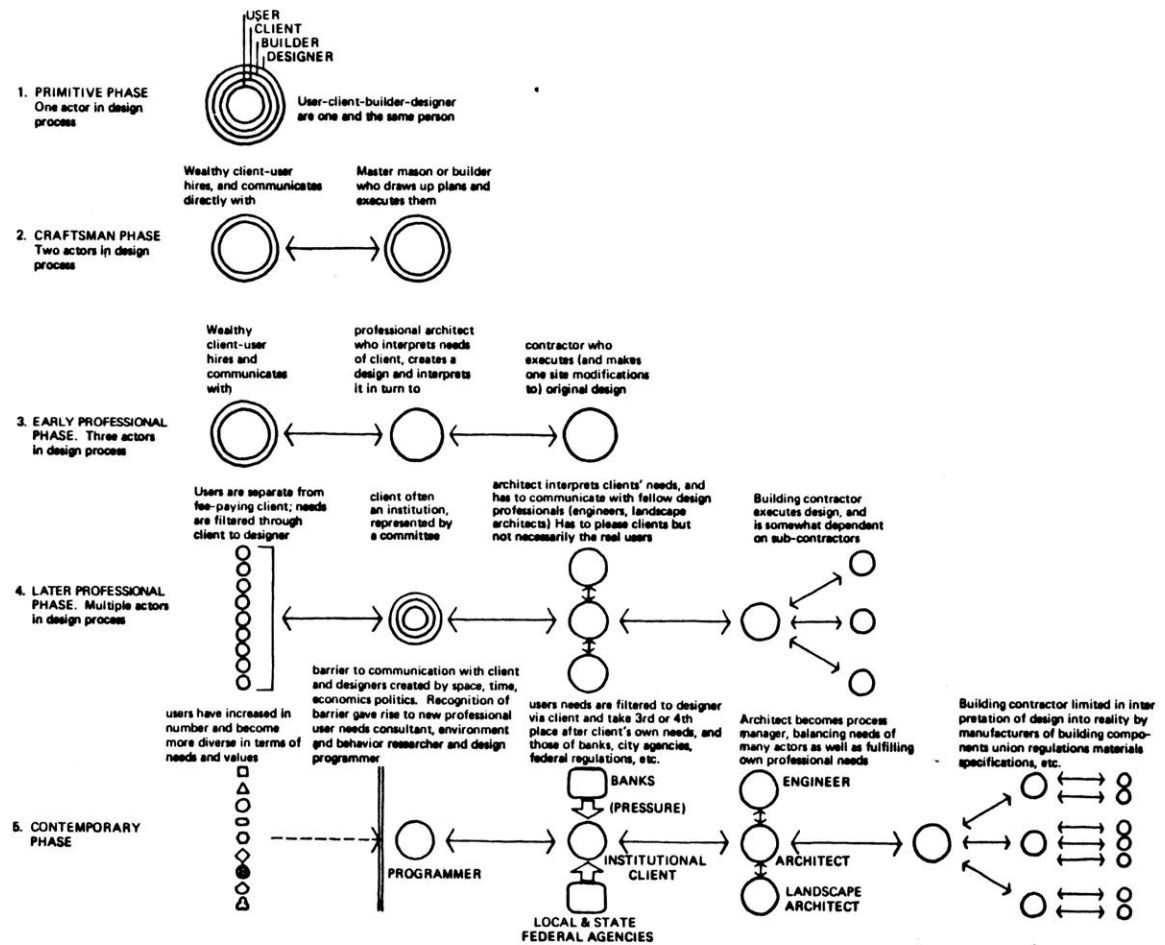 USER
CLIENT
BUILDER
DESIGNER
1. PRIMITIVE PHASE
One actor in design
process
User-client-builder-designer
are one and the same person
Wealthy client-user
hires, and communicates
directly with
Master mason or builder
who draws up plans and
executes them
2. CRAFTSMAN PHASE
Two actors in design
process
Wealthy
client-user
hires and
communicates
with
professional architect
who interprets needs
of client, creates a
design and interprets
it in turn to
contractor who
executes (and makes
one site modifications
to) original design
3. EARLY PROFESSIONAL
PHASE. Three actors
in design process
Users are separate from
fee-paying client; needs
are filtered through
client to designer
client often
an institution,
represented by
a committee
architect interprets clients' needs, and
has to communicate with fellow design
professionals (engineers, landscape
architects) Has to please clients but
not necessarily the real users
Building contractor
executes design, and
is somewhat dependent
on sub-contractors
4. LATER PROFESSIONAL
PHASE. Multiple actors
in design process
users have increased in
number and become
more diverse in terms of
needs and values
barrier to communication with client
and designers created by space, time,
economics politics. Recognition of
barrier gave rise to new professional
user needs consultant, environment
and behavior researcher and design
programmer
users needs are filtered to designer
via client and take 3rd or 4th
place after client's own needs, and
those of banks, city agencies,
federal regulations, etc.
Architect becomes process
manager, balancing needs of
many actors as well as fulfilling
own professional needs
Building contractor limited in inter
pretation of design into reality by
manufacturers of building compo-
nents union regulations materials
specifications, etc.
5. CONTEMPORARY
PHASE
PROGRAMMER
BANKS
(PRESSURE)
INSTITUTIONAL
CLIENT
LOCAL & STATE
FEDERAL AGENCIES
ENGINEER
ARCHITECT
LANDSCAPE
ARCHITECT